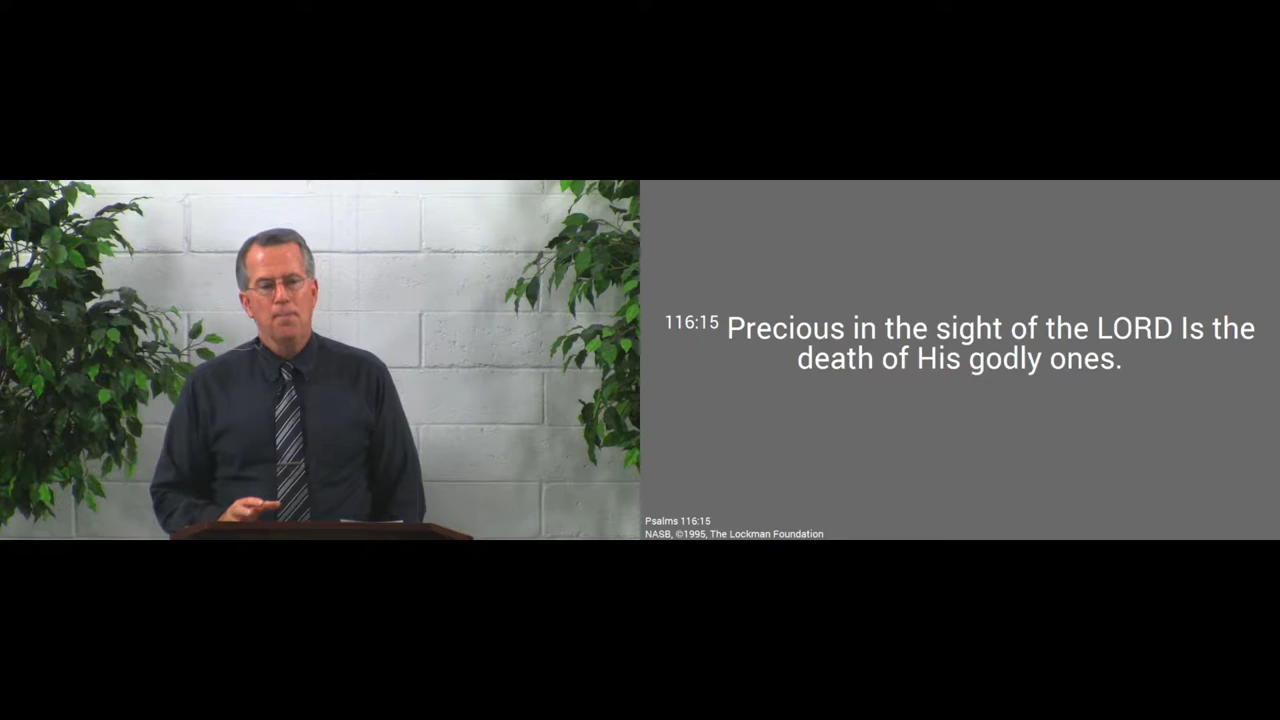 116:15 Precious in the sight of the LORD Is the
death of His godly ones.
Psalms 116:15
NASB, ©1995, The Lockman Foundation